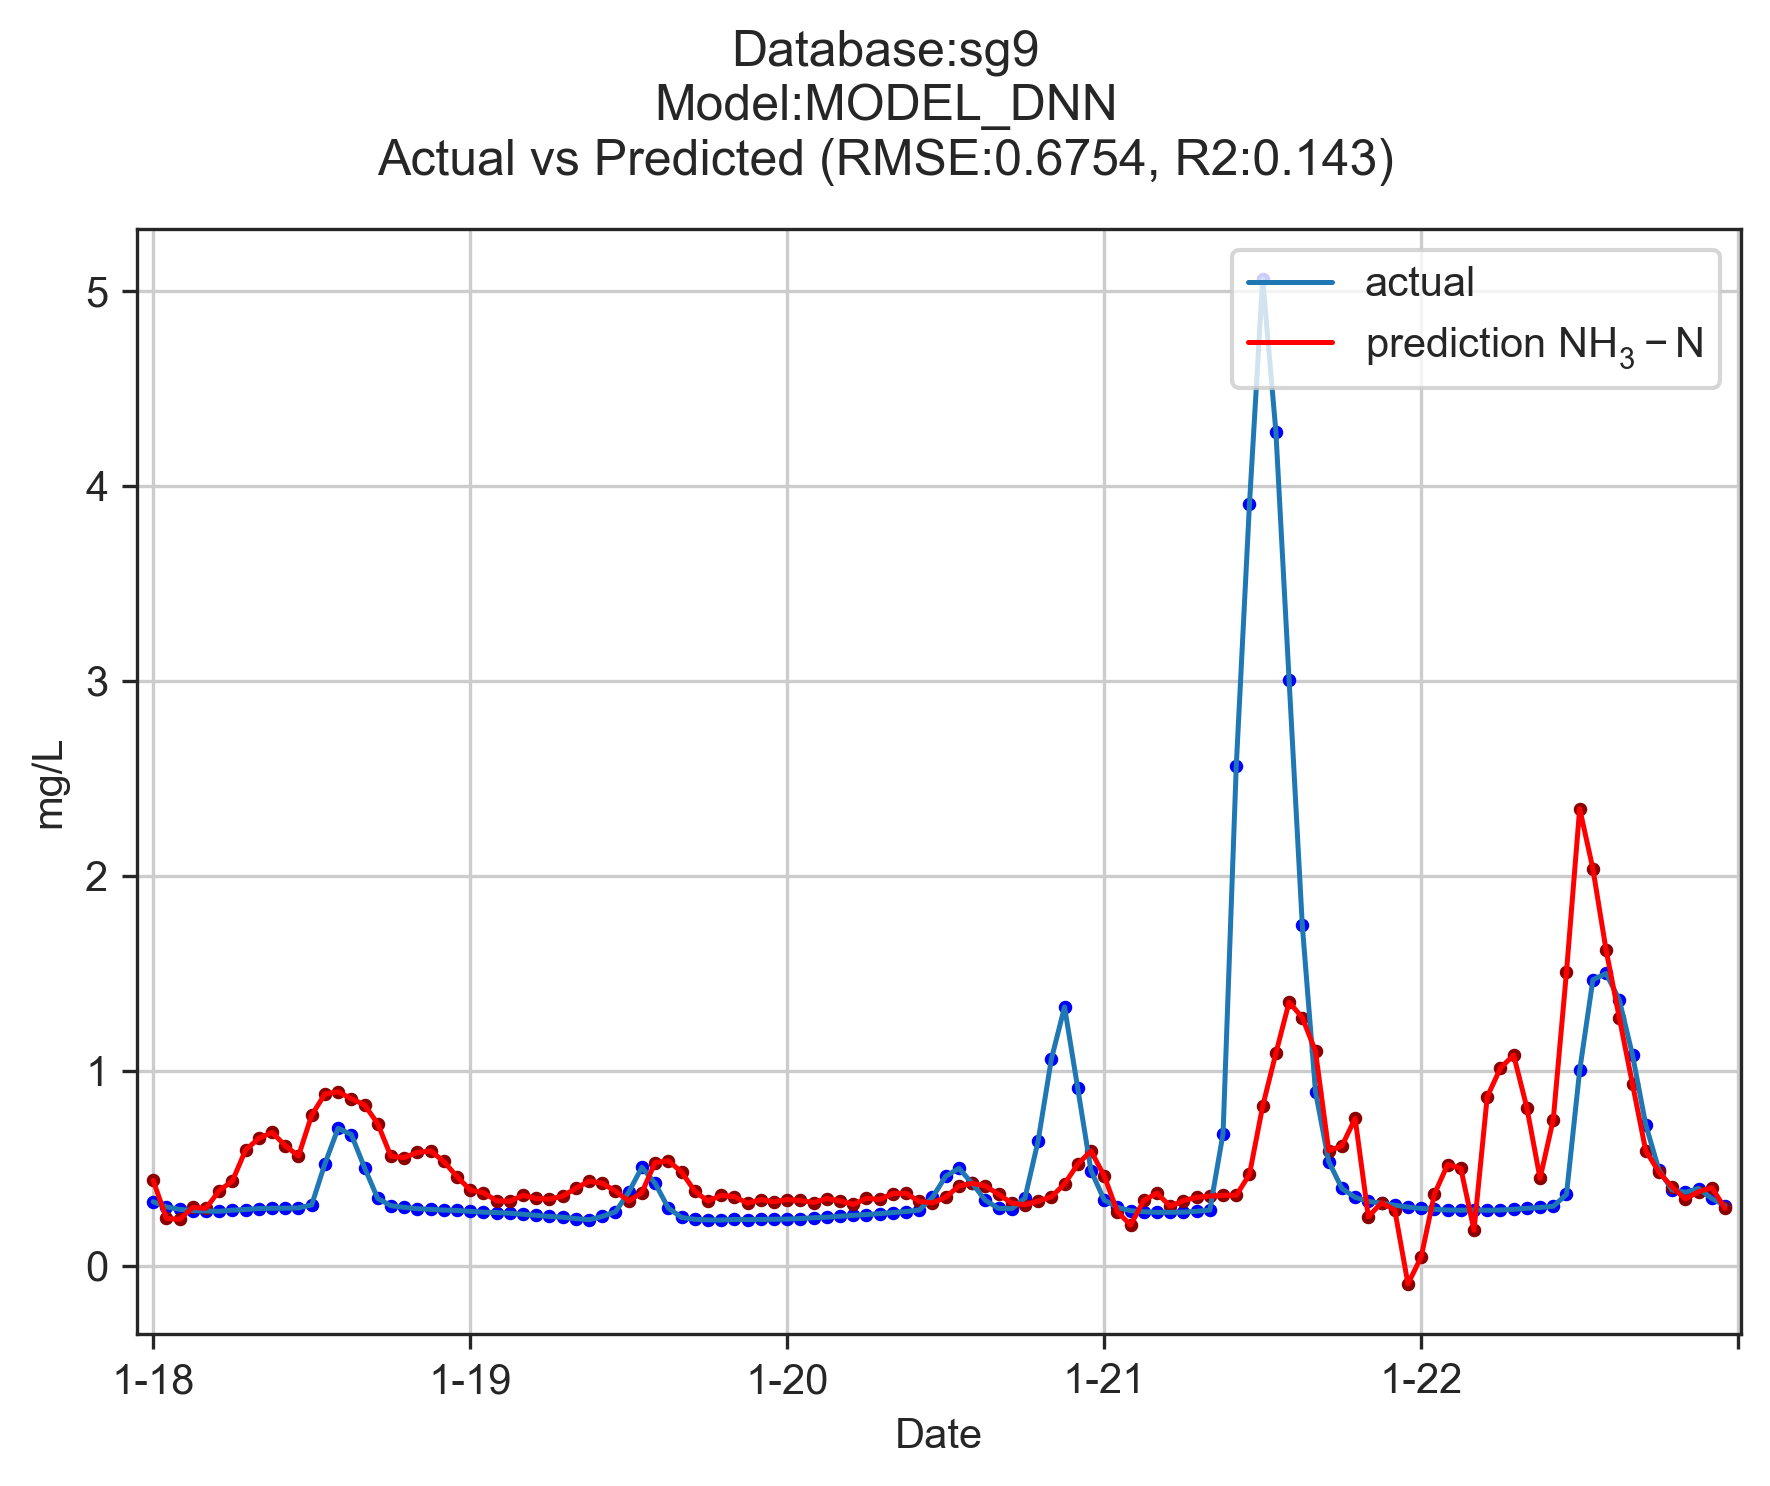 Database:sg9
Model:MODEL_DNN
Actual vs Predicted (RMSE:0.6754, R2:0.143)
actual
prediction NH₃ − N
5
4
3
2
1
0
mg/L
1-18 1-19 1-20 1-21 1-22
Date